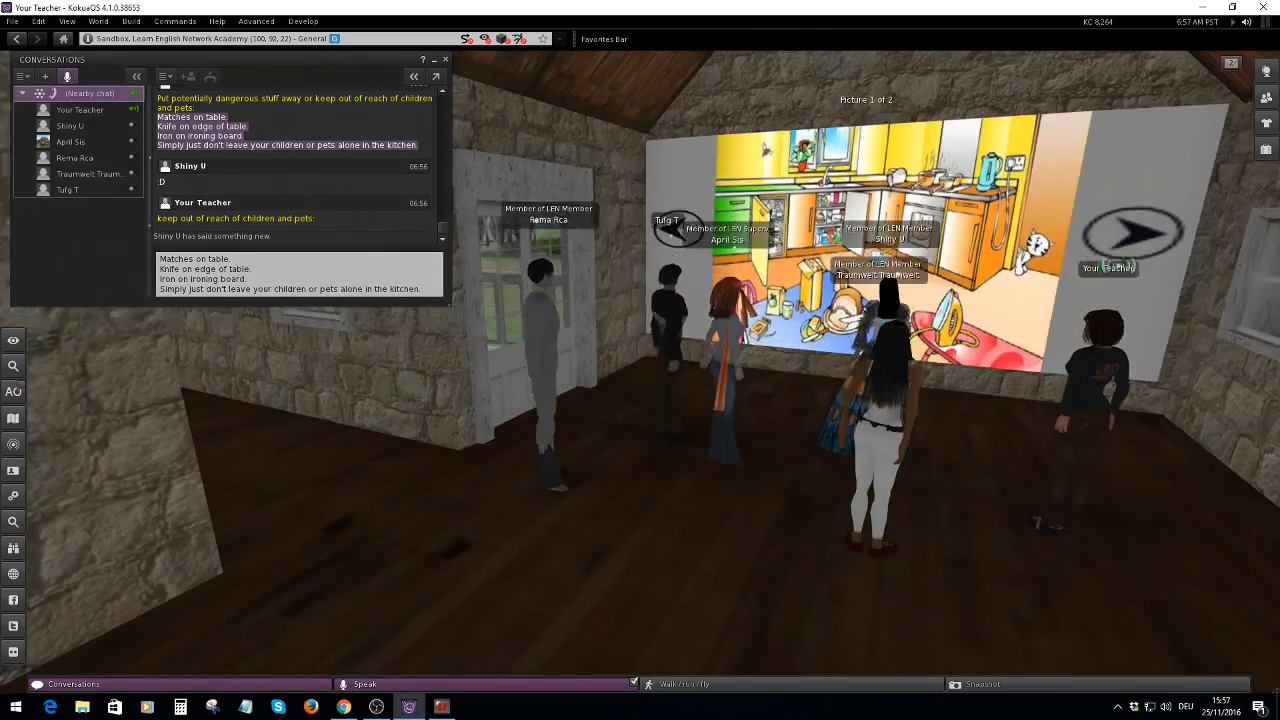 Your Teacher - KokuaOS 4.1.0.38653
File Edit View World Build Commands Help Advanced Develop
KC 8,264 6:57 AM PST
Sandbox, Learn English Network Academy (100, 92, 22) - General G
Favorites Bar
CONVERSATIONS
(Nearby chat)
Your Teacher
Shiny U
April Sis
Rema Rca
Traumwelt Traum...
Tufg T
Put potentially dangerous stuff away or keep out of reach of children
and pets:
Matches on table.
Knife on edge of table.
Iron on ironing board.
Simply just don't leave your children or pets alone in the kitchen.
Shiny U 06:56
:D
Your Teacher 06:56
keep out of reach of children and pets:
Shiny U has said something new
Matches on table.
Knife on edge of table.
Iron on ironing board.
Simply just don't leave your children or pets alone in the kitchen.
Picture 1 of 2
Member of LEN Member
Rema Rca
Tufg T
Member of LEN Superv
April Sis
Member of LEN Member
Shiny U
Member of LEN Member
Traumwelt Traumwelt
Your Teacher
Conversations
Speak
Walk / run / fly
Snapshot
DEU
15:57
25/11/2016